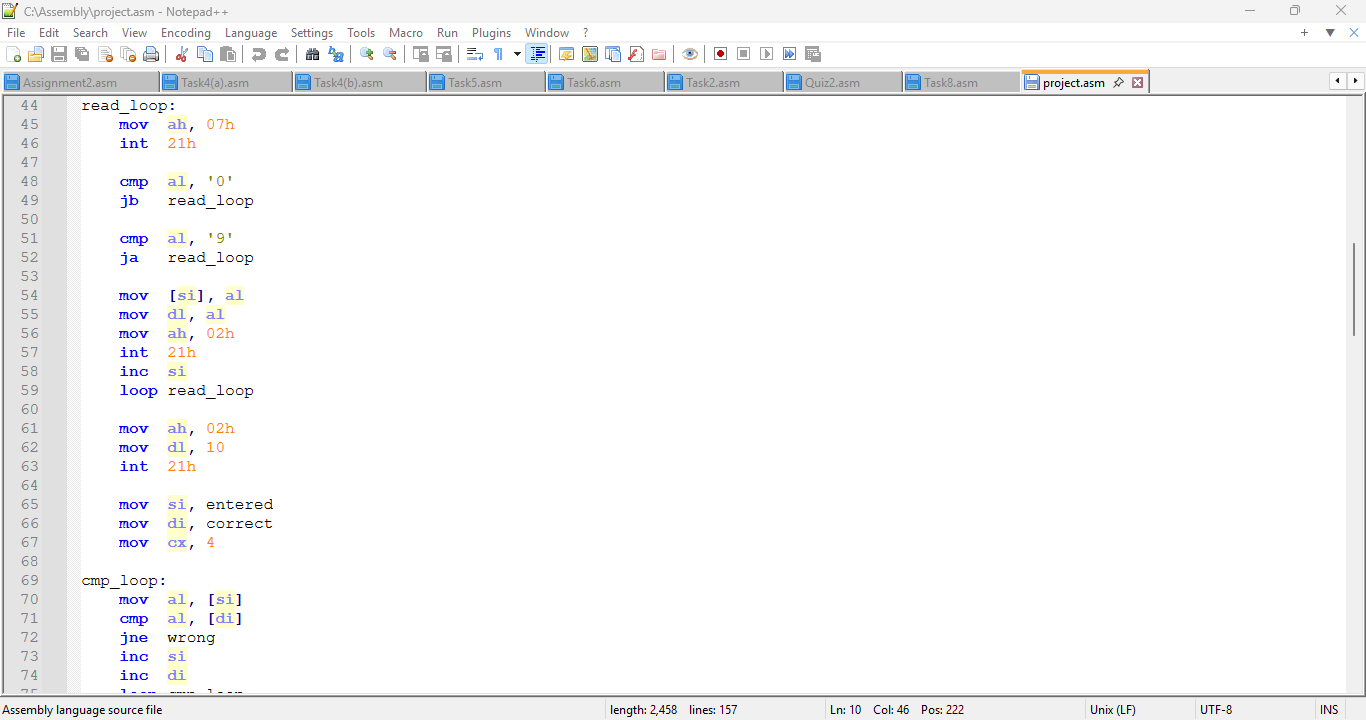 C:\Assembly\project.asm - Notepad++
File Edit Search View Encoding Language Settings Tools Macro Run Plugins Window ?
Assignment2.asm Task4(a).asm Task4(b).asm Task5.asm Task6.asm Task2.asm Quiz2.asm Task8.asm project.asm
44 read_loop:
45 mov ah, 07h
46 int 21h
47
48 cmp al, '0'
49 jb read_loop
50
51 cmp al, '9'
52 ja read_loop
53
54 mov [si], al
55 mov dl, al
56 mov ah, 02h
57 int 21h
58 inc si
59 loop read_loop
60
61 mov ah, 02h
62 mov dl, 10
63 int 21h
64
65 mov si, entered
66 mov di, correct
67 mov cx, 4
68
69 cmp_loop:
70 mov al, [si]
71 cmp al, [di]
72 jne wrong
73 inc si
74 inc di
Assembly language source file length: 2,458 lines: 157 Ln: 10 Col: 46 Pos: 222 Unix (LF) UTF-8 INS